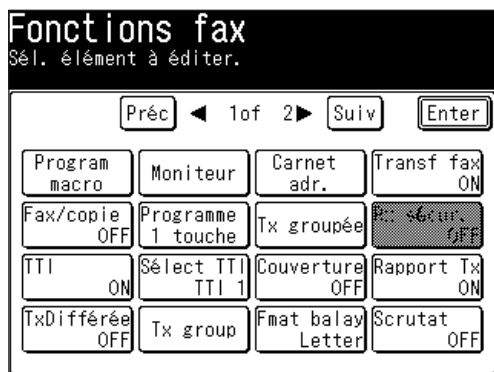 Fonctions fax
Sél. élément à éditer.
Préc ◀ 1of 2▶ Suiv Enter
Program macro
Moniteur
Carnet adr.
Transf fax ON
Fax/copie OFF
Programme 1 touche
Tx groupée
sécur. OFF
TTI ON
Sélect TTI TTI 1
Couverture OFF
Rapport Tx ON
TxDifférée OFF
Tx group
Fmat balay Letter
Scrutat OFF